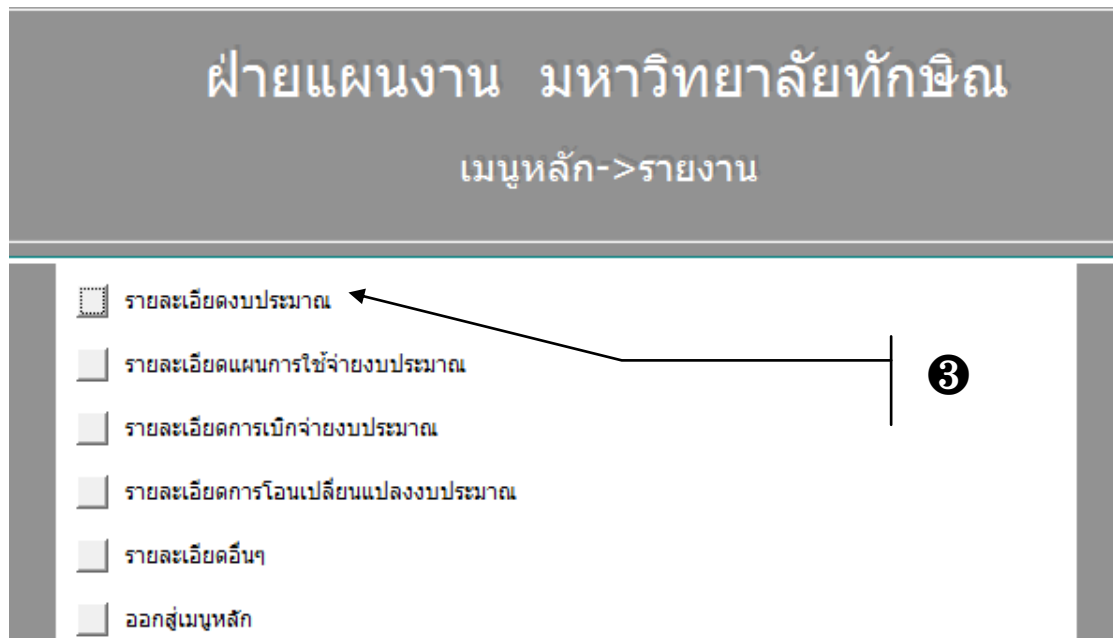 ฝ่ายแผนงาน มหาวิทยาลัยทักษิณ
เมนูหลัก->รายงาน
รายละเอียดงบประมาณ
รายละเอียดแผนการใช้จ่ายงบประมาณ
❸
รายละเอียดการเบิกจ่ายงบประมาณ
รายละเอียดการโอนเปลี่ยนแปลงงบประมาณ
รายละเอียดอื่นๆ
ออกสู่เมนูหลัก